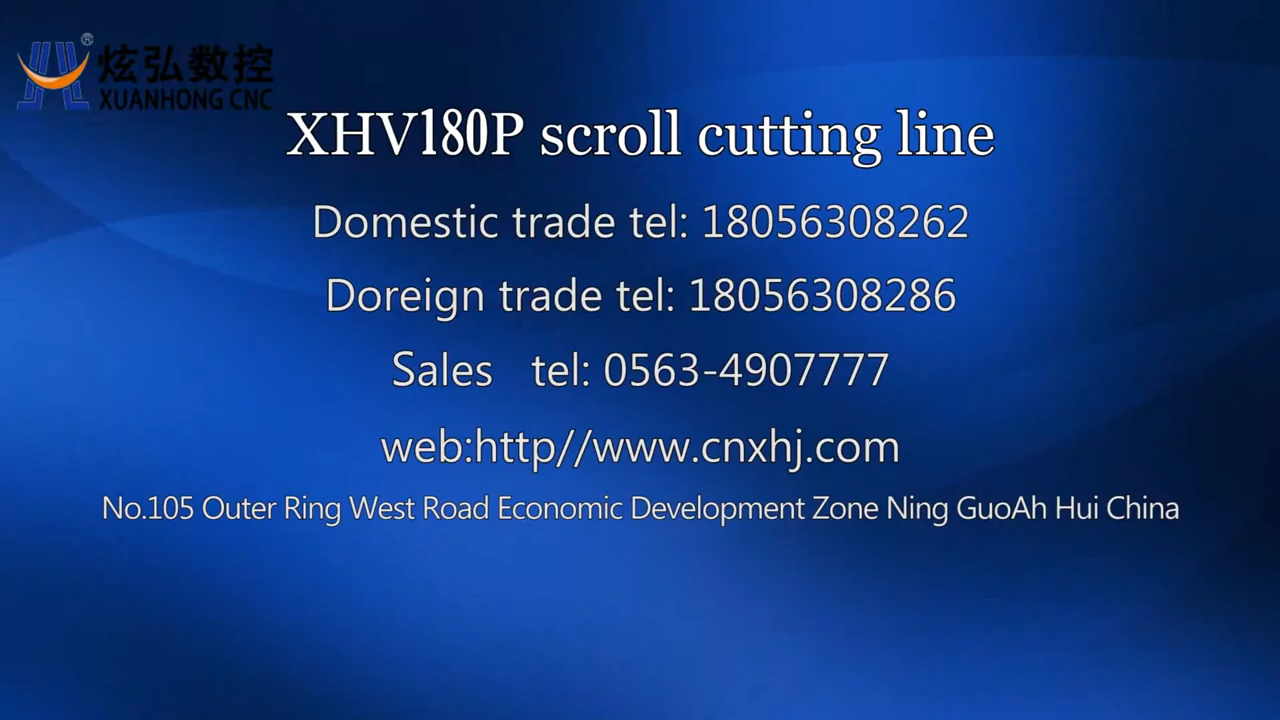 炫弘数控
XUANHONG CNC
®
XHV180P scroll cutting line
Domestic trade tel: 18056308262
Doreign trade tel: 18056308286
Sales tel: 0563-4907777
web:http//www.cnxhj.com
No.105 Outer Ring West Road Economic Development Zone Ning GuoAh Hui China